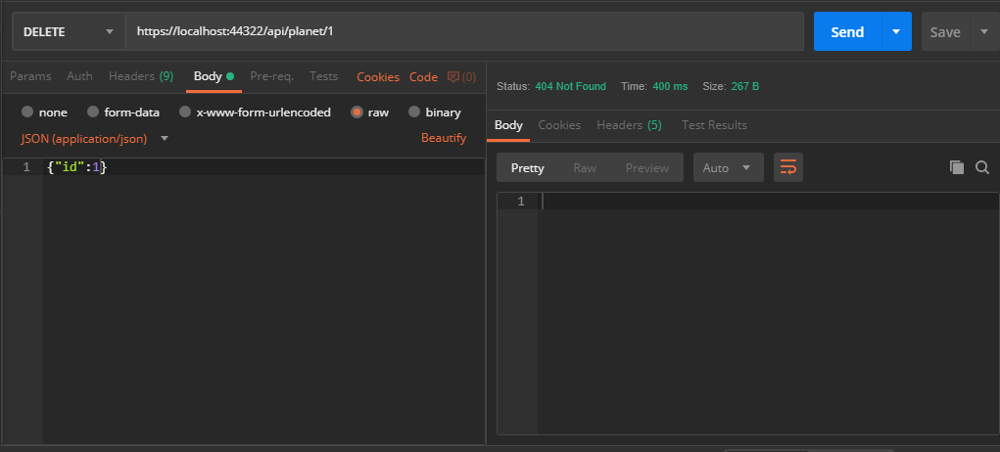 DELETE https://localhost:44322/api/planet/1 Send Save
Params Auth Headers (9) Body Pre-req. Tests Cookies Code (0)
none form-data x-www-form-urlencoded raw binary
JSON (application/json) Beautify
1 {"id":1}
Status: 404 Not Found Time: 400 ms Size: 267 B
Body Cookies Headers (5) Test Results
Pretty Raw Preview Auto
1